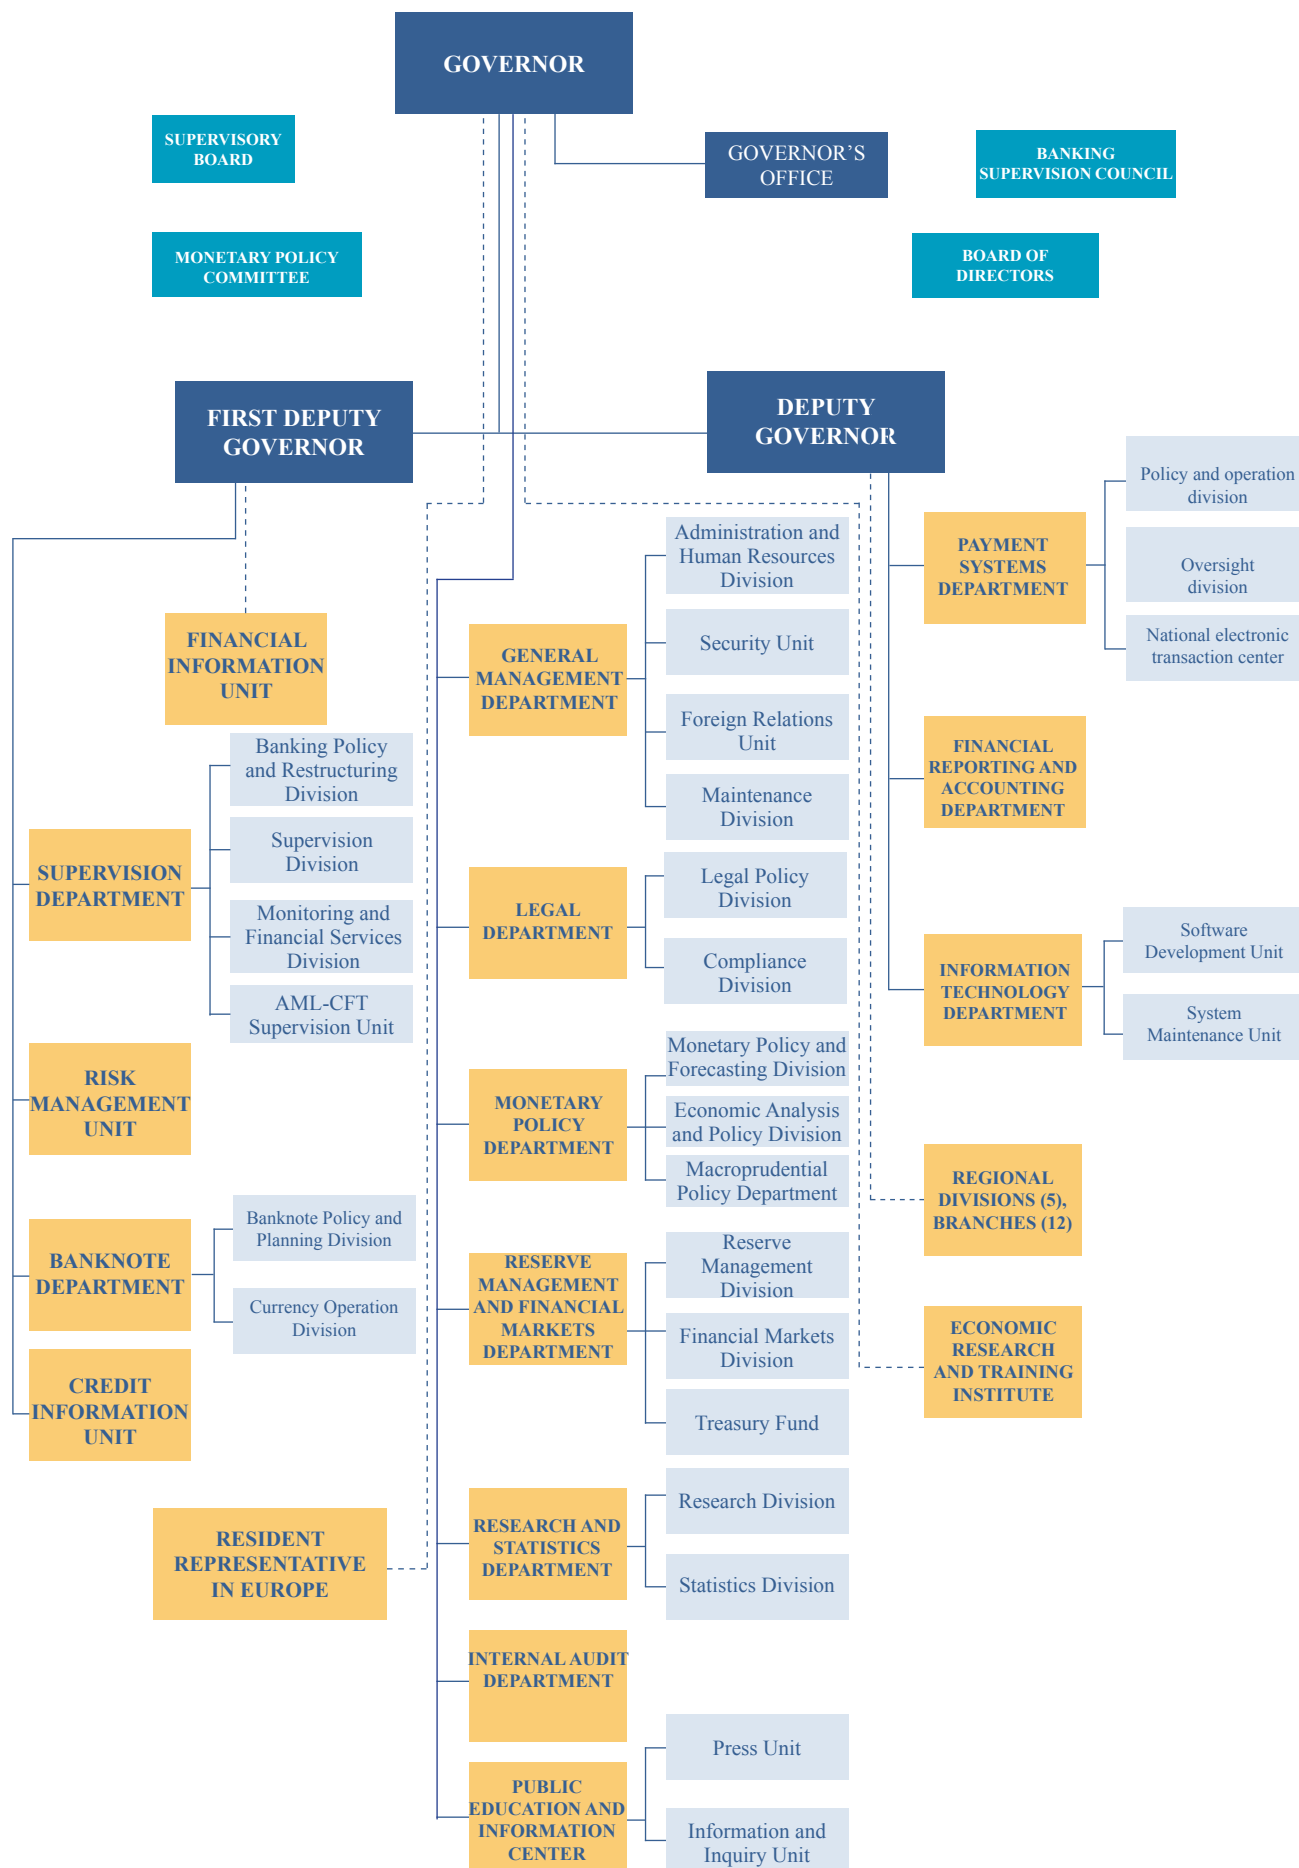 GOVERNOR
SUPERVISORY
BOARD
GOVERNOR'S
OFFICE
BANKING
SUPERVISION COUNCIL
MONETARY POLICY
COMMITTEE
BOARD OF
DIRECTORS
FIRST DEPUTY
GOVERNOR
DEPUTY
GOVERNOR
FINANCIAL
INFORMATION
UNIT
SUPERVISION
DEPARTMENT
Banking Policy
and Restructuring
Division
Supervision
Division
Monitoring and
Financial Services
Division
AML-CFT
Supervision Unit
RISK
MANAGEMENT
UNIT
BANKNOTE
DEPARTMENT
Banknote Policy and
Planning Division
Currency Operation
Division
CREDIT
INFORMATION
UNIT
RESIDENT
REPRESENTATIVE
IN EUROPE
GENERAL
MANAGEMENT
DEPARTMENT
Administration and
Human Resources
Division
Security Unit
Foreign Relations
Unit
Maintenance
Division
LEGAL
DEPARTMENT
Legal Policy
Division
Compliance
Division
MONETARY
POLICY
DEPARTMENT
Monetary Policy and
Forecasting Division
Economic Analysis
and Policy Division
Macroprudential
Policy Department
RESERVE
MANAGEMENT
AND FINANCIAL
MARKETS
DEPARTMENT
Reserve
Management
Division
Financial Markets
Division
Treasury Fund
RESEARCH AND
STATISTICS
DEPARTMENT
Research Division
Statistics Division
INTERNAL AUDIT
DEPARTMENT
PUBLIC
EDUCATION AND
INFORMATION
CENTER
Press Unit
Information and
Inquiry Unit
PAYMENT
SYSTEMS
DEPARTMENT
Policy and operation
division
Oversight
division
National electronic
transaction center
FINANCIAL
REPORTING AND
ACCOUNTING
DEPARTMENT
INFORMATION
TECHNOLOGY
DEPARTMENT
Software
Development Unit
System
Maintenance Unit
REGIONAL
DIVISIONS (5),
BRANCHES (12)
ECONOMIC
RESEARCH
AND TRAINING
INSTITUTE